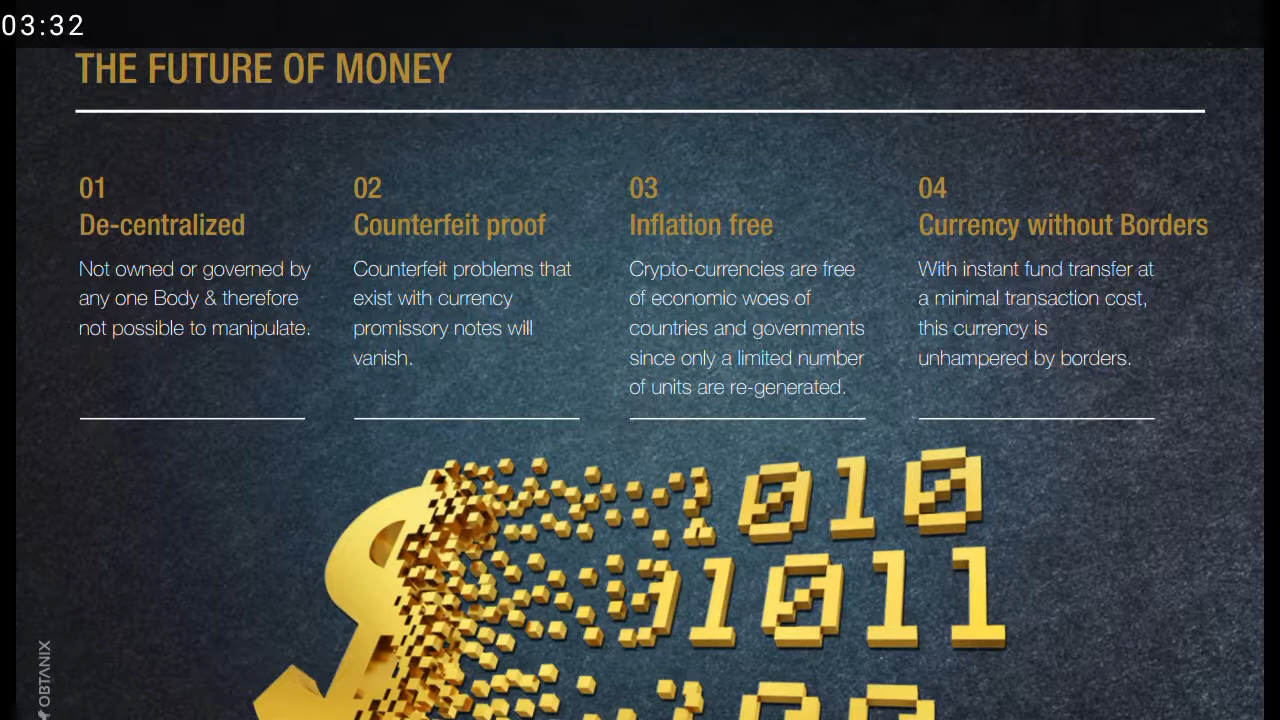 03:32
THE FUTURE OF MONEY
01
De-centralized
Not owned or governed by
any one Body & therefore
not possible to manipulate.
02
Counterfeit proof
Counterfeit problems that
exist with currency
promissory notes will
vanish.
03
Inflation free
Crypto-currencies are free
of economic woes of
countries and governments
since only a limited number
of units are re-generated.
04
Currency without Borders
With instant fund transfer at
a minimal transaction cost,
this currency is
unhampered by borders.
010
1011
OBTANIX